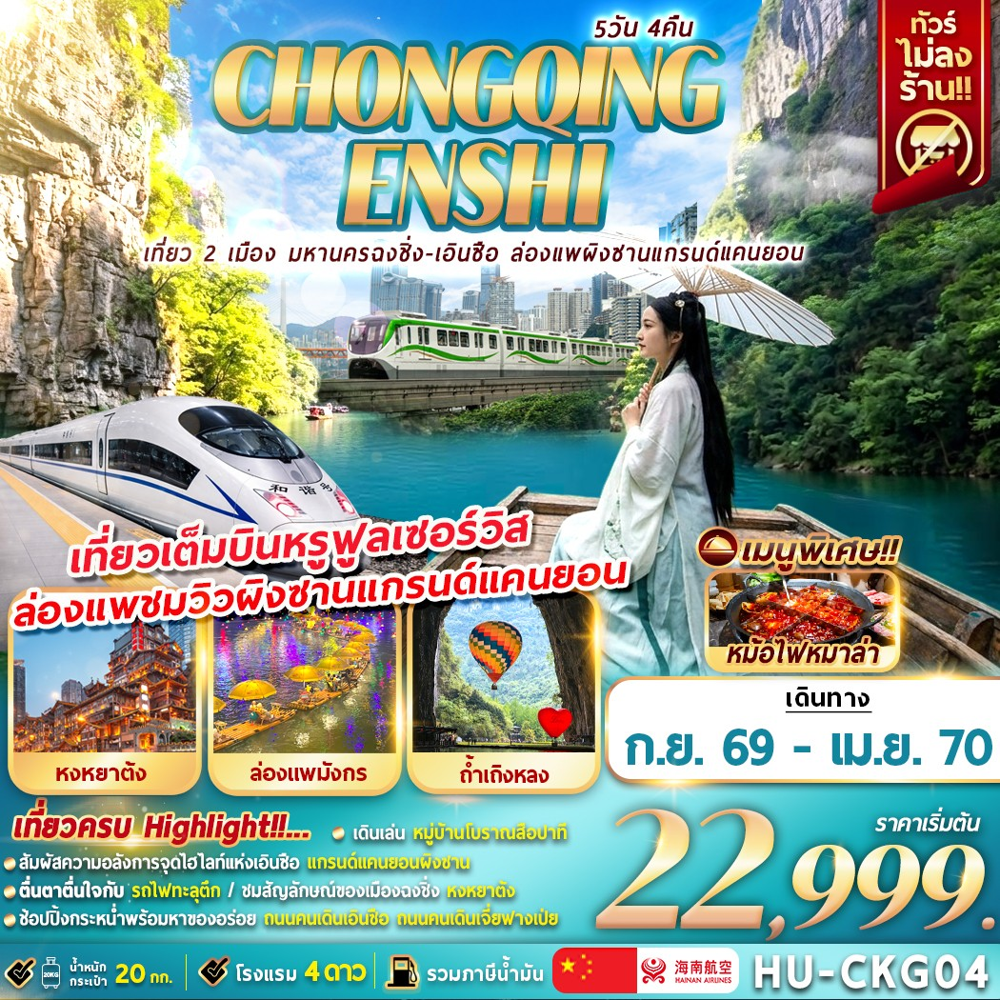 5วัน 4คืน
CHONGQING
ENSHI
เที่ยว 2 เมือง มหานครฉงชิ่ง-เอินซือ ล่องแพผิงซานแกรนด์แคนยอน
ทัวร์
ไม่ลง
ร้าน!!
和谐号
เที่ยวเต็มบินหรูฟูลเซอร์วิส
ล่องแพชมวิวผิงซานแกรนด์แคนยอน
เมนูพิเศษ!!
หม้อไฟหมาล่า
หงหยาต้ง
ล่องแพมังกร
ถ้ำเถิงหลง
เดินทาง
ก.ย. 69 - เม.ย. 70
เที่ยวครบ Highlight!!...
เดินเล่น หมู่บ้านโบราณสือปาที
สัมผัสความอลังการจุดไฮไลท์แห่งเอินซือ แกรนด์แคนยอนผิงซาน
ตื่นตาตื่นใจกับ รถไฟทะลุตึก / ชมสัญลักษณ์ของเมืองฉงชิ่ง หงหยาต้ง
ช้อปปิ้งกระหน่ำพร้อมหาของอร่อย ถนนคนเดินเอินซือ ถนนคนเดินเจี่ยฟางเป่ย
ราคาเริ่มต้น
22,999.
20KG
น้ำหนักกระเป๋า 20 กก.
โรงแรม 4 ดาว
รวมภาษีน้ำมัน
海南航空
HAINAN AIRLINES
HU-CKG04